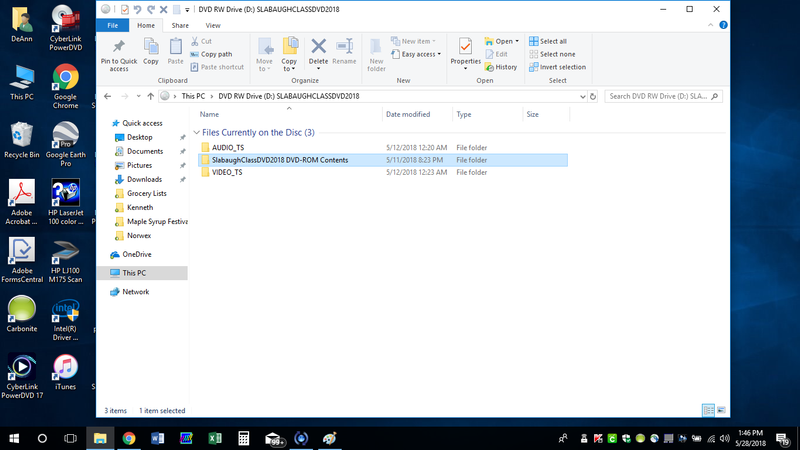 DVD RW Drive (D:) SLABAUGHCLASSDVD2018
File
Home
Share
View
Pin to Quick
access
Copy
Paste
Cut
Copy path
Paste shortcut
Clipboard
Move
to
Copy
to
Delete
Rename
Organize
New
folder
New item
Easy access
New
Properties
Open
Edit
History
Open
Select all
Select none
Invert selection
Select
This PC
DVD RW Drive (D:) SLABAUGHCLASSDVD2018
Search DVD RW Drive (D:) SLA...
Name
Date modified
Type
Size
Quick access
Desktop
Documents
Pictures
Downloads
Grocery Lists
Kenneth
Maple Syrup Festiva
Norwex
OneDrive
This PC
Network
Files Currently on the Disc (3)
AUDIO_TS 5/12/2018 12:20 AM File folder
SlabaughClassDVD2018 DVD-ROM Contents 5/11/2018 8:23 PM File folder
VIDEO_TS 5/12/2018 12:23 AM File folder
3 items
1 item selected
DeAnn
CyberLink
PowerDVD
This PC
Google
Chrome
Recycle Bin
Google Earth
Pro
Adobe
Acrobat ...
HP LaserJet
100 color ...
Adobe
FormsCentral
HP LJ100
M175 Scan
Carbonite
Intel(R)
Driver ...
CyberLink
PowerDVD 17
iTunes
99+
1:46 PM
5/28/2018
19